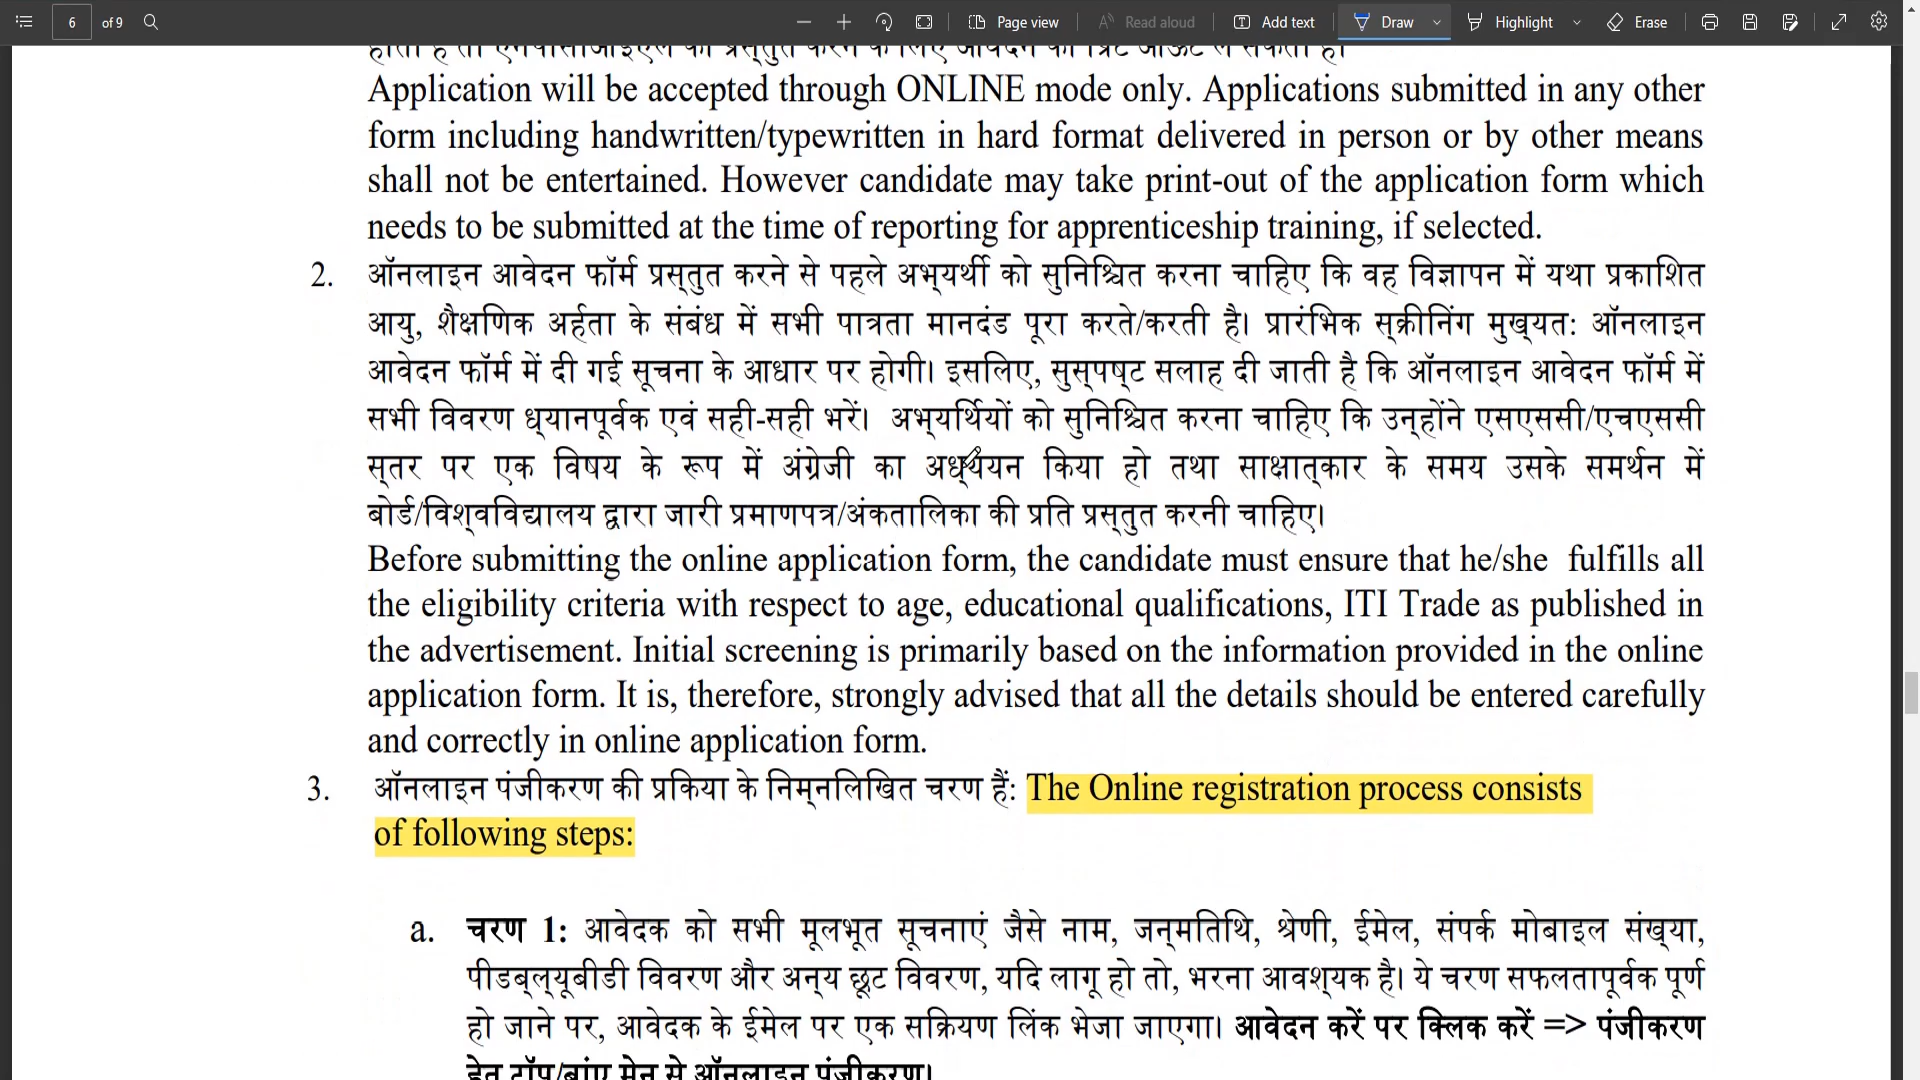 6 of 9 Page view Read aloud Add text Draw Highlight Erase
होता है तो एनपीसीआईएल को प्रस्तुत करने के लिए आवेदन का प्रिंट आऊट ले सकता है।
Application will be accepted through ONLINE mode only. Applications submitted in any other
form including handwritten/typewritten in hard format delivered in person or by other means
shall not be entertained. However candidate may take print-out of the application form which
needs to be submitted at the time of reporting for apprenticeship training, if selected.
2. ऑनलाइन आवेदन फॉर्म प्रस्तुत करने से पहले अभ्यर्थी को सुनिश्चित करना चाहिए कि वह विज्ञापन में यथा प्रकाशित
आयु, शैक्षणिक अर्हता के संबंध में सभी पात्रता मानदंड पूरा करते/करती है। प्रारंभिक स्क्रीनिंग मुख्यत: ऑनलाइन
आवेदन फॉर्म में दी गई सूचना के आधार पर होगी। इसलिए, सुस्पष्ट सलाह दी जाती है कि ऑनलाइन आवेदन फॉर्म में
सभी विवरण ध्यानपूर्वक एवं सही-सही भरें। अभ्यर्थियों को सुनिश्चित करना चाहिए कि उन्होंने एसएससी/एचएससी
स्तर पर एक विषय के रूप में अंग्रेजी का अध्ययन किया हो तथा साक्षात्कार के समय उसके समर्थन में
बोर्ड/विश्वविद्यालय द्वारा जारी प्रमाणपत्र/अंकतालिका की प्रति प्रस्तुत करनी चाहिए।
Before submitting the online application form, the candidate must ensure that he/she fulfills all
the eligibility criteria with respect to age, educational qualifications, ITI Trade as published in
the advertisement. Initial screening is primarily based on the information provided in the online
application form. It is, therefore, strongly advised that all the details should be entered carefully
and correctly in online application form.
3. ऑनलाइन पंजीकरण की प्रकिया के निम्नलिखित चरण हैं: The Online registration process consists
of following steps:
a. चरण 1: आवेदक को सभी मूलभूत सूचनाएं जैसे नाम, जन्मतिथि, श्रेणी, ईमेल, संपर्क मोबाइल संख्या,
पीडब्ल्यूबीडी विवरण और अन्य छूट विवरण, यदि लागू हो तो, भरना आवश्यक है। ये चरण सफलतापूर्वक पूर्ण
हो जाने पर, आवेदक के ईमेल पर एक सक्रियण लिंक भेजा जाएगा। आवेदन करें पर क्लिक करें => पंजीकरण
हेतु टॉप/बांए मेनू से ऑनलाइन पंजीकरण।